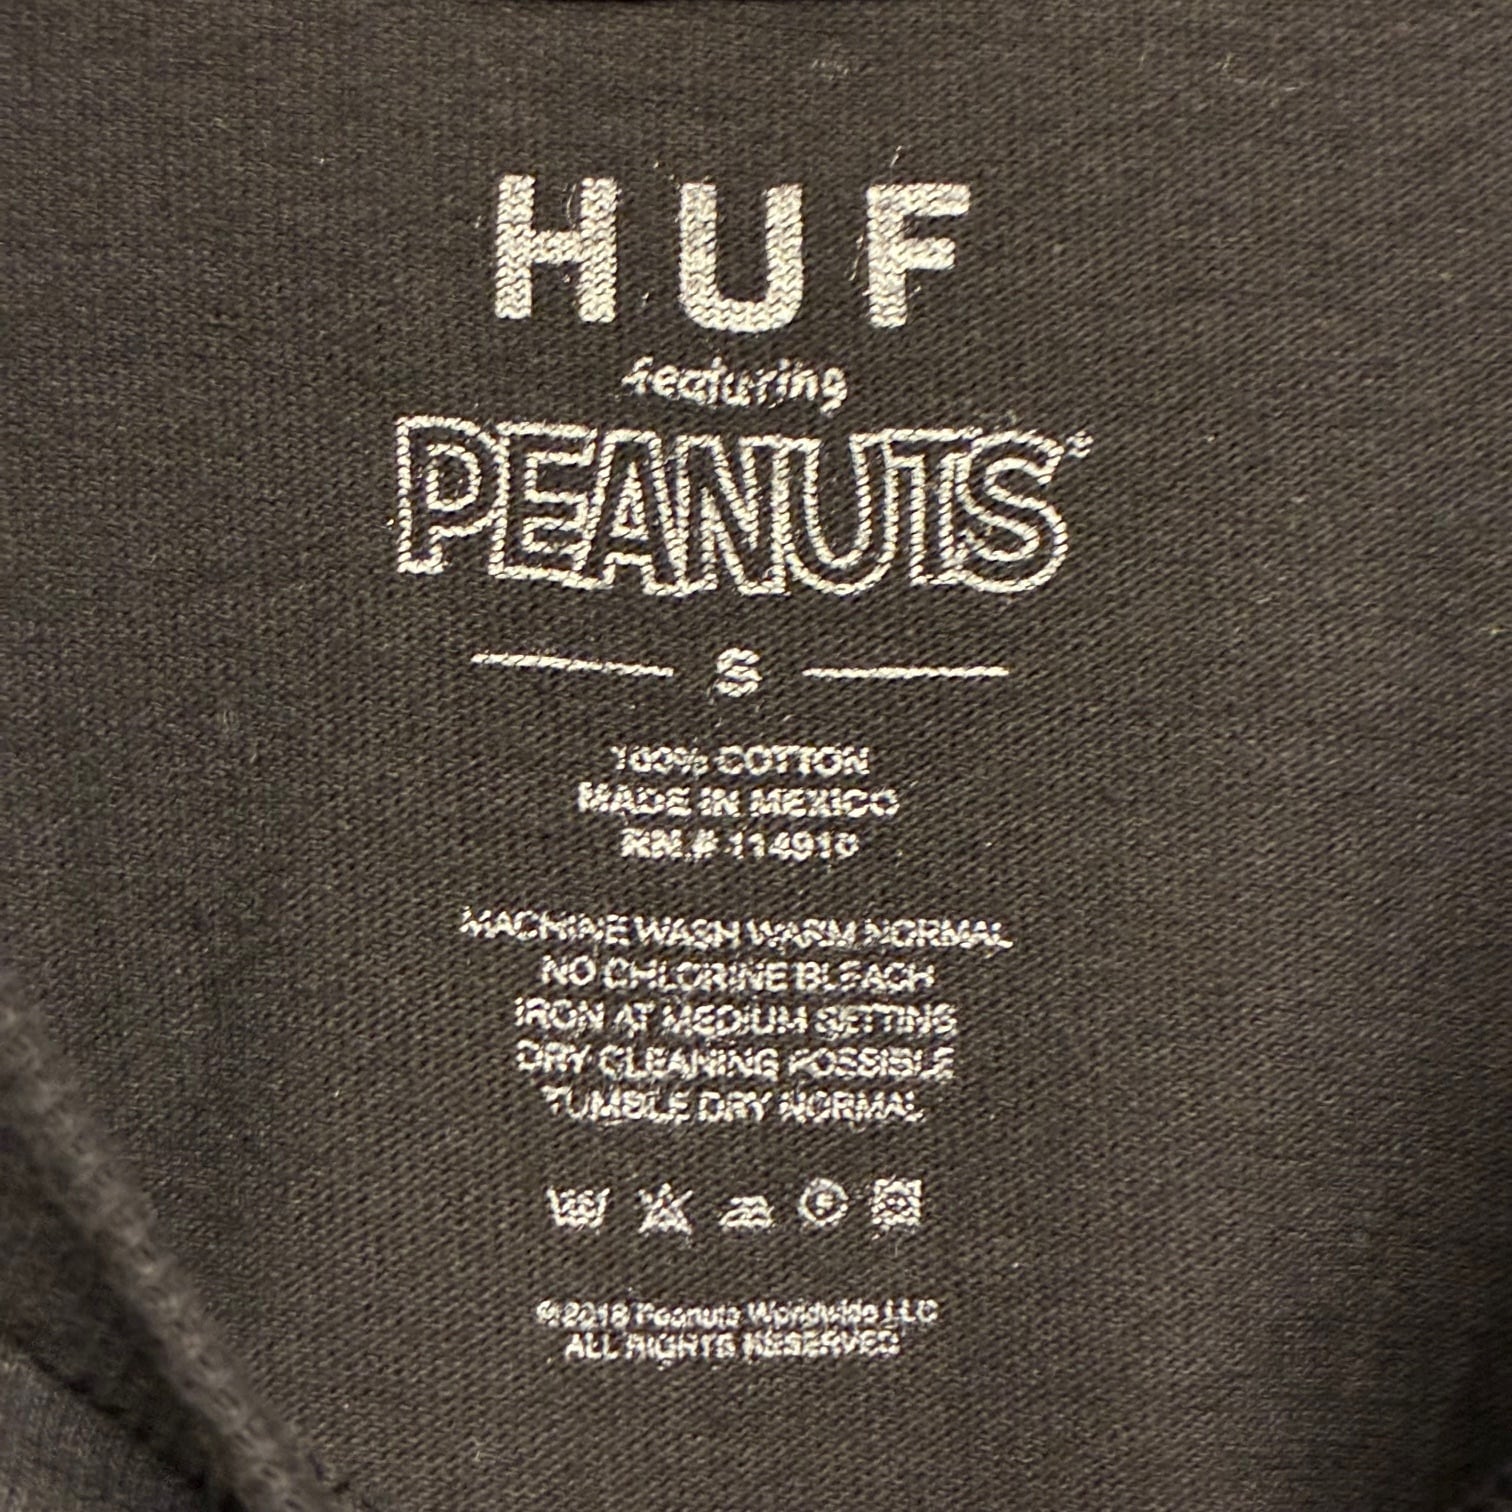 HUF
featuring
PEANUTS
S
100% COTTON
MADE IN MEXICO
RN.# 114910
MACHINE WASH WARM NORMAL
NO CHLORINE BLEACH
IRON AT MEDIUM SETTING
DRY CLEANING POSSIBLE
TUMBLE DRY NORMAL
©2018 Peanuts Worldwide LLC
ALL RIGHTS RESERVED